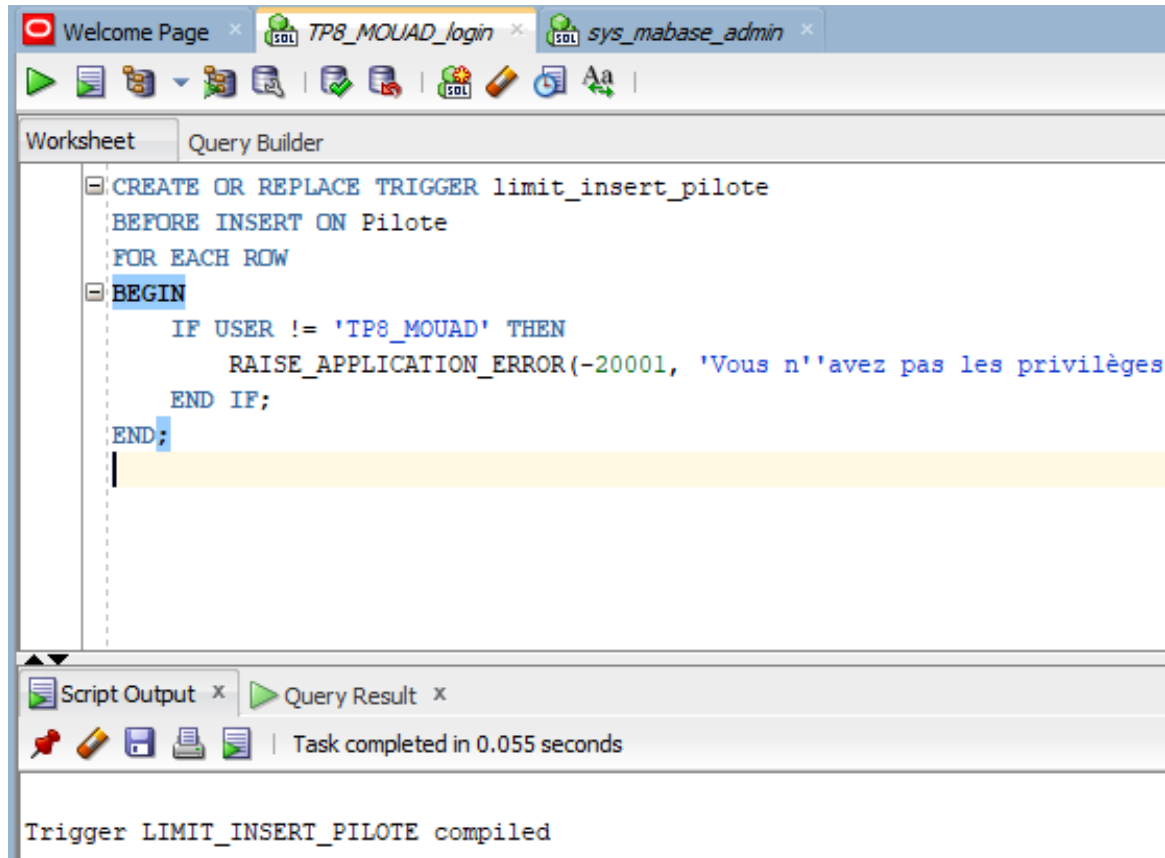 Welcome Page TP8_MOUAD_login sys_mabase_admin
Worksheet Query Builder
CREATE OR REPLACE TRIGGER limit_insert_pilote
BEFORE INSERT ON Pilote
FOR EACH ROW
BEGIN
IF USER != 'TP8_MOUAD' THEN
RAISE_APPLICATION_ERROR(-20001, 'Vous n''avez pas les privilèges
END IF;
END;
Script Output x Query Result x
Task completed in 0.055 seconds
Trigger LIMIT_INSERT_PILOTE compiled